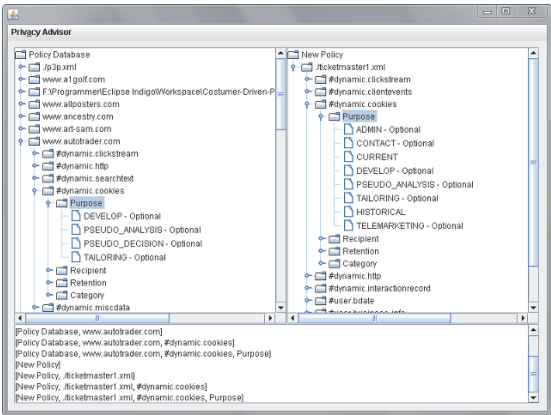 Privacy Advisor
Policy Database
./p3p.xml
www.a1golf.com
F:\Programmer\Eclipse Indigo\Workspace\Costumer-Driven-P
www.allposters.com
www.ancestry.com
www.art-sam.com
www.autotrader.com
#dynamic.clickstream
#dynamic.http
#dynamic.searchtext
#dynamic.cookies
Purpose
DEVELOP - Optional
PSEUDO_ANALYSIS - Optional
PSEUDO_DECISION - Optional
TAILORING - Optional
Recipient
Retention
Category
#dynamic.miscdata
New Policy
./ticketmaster1.xml
#dynamic.clickstream
#dynamic.clientevents
#dynamic.cookies
Purpose
ADMIN - Optional
CONTACT - Optional
CURRENT
DEVELOP - Optional
PSEUDO_ANALYSIS - Optional
TAILORING - Optional
HISTORICAL
TELEMARKETING - Optional
Recipient
Retention
Category
#dynamic.http
#dynamic.interactionrecord
#user.bdate
#user.business-info
[Policy Database, www.autotrader.com]
[Policy Database, www.autotrader.com, #dynamic.cookies]
[Policy Database, www.autotrader.com, #dynamic.cookies, Purpose]
[New Policy]
[New Policy, ./ticketmaster1.xml]
[New Policy, ./ticketmaster1.xml, #dynamic.cookies]
[New Policy, ./ticketmaster1.xml, #dynamic.cookies, Purpose]